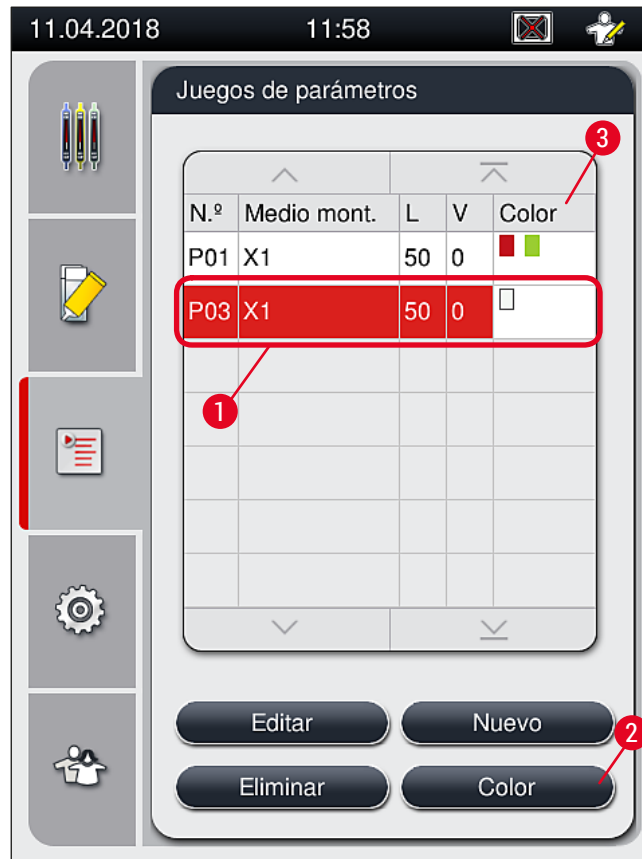 11.04.2018 11:58
Juegos de parámetros
3
N.º Medio mont. L V Color
P01 X1 50 0
P03 X1 50 0
1
Editar Nuevo
2
Eliminar Color